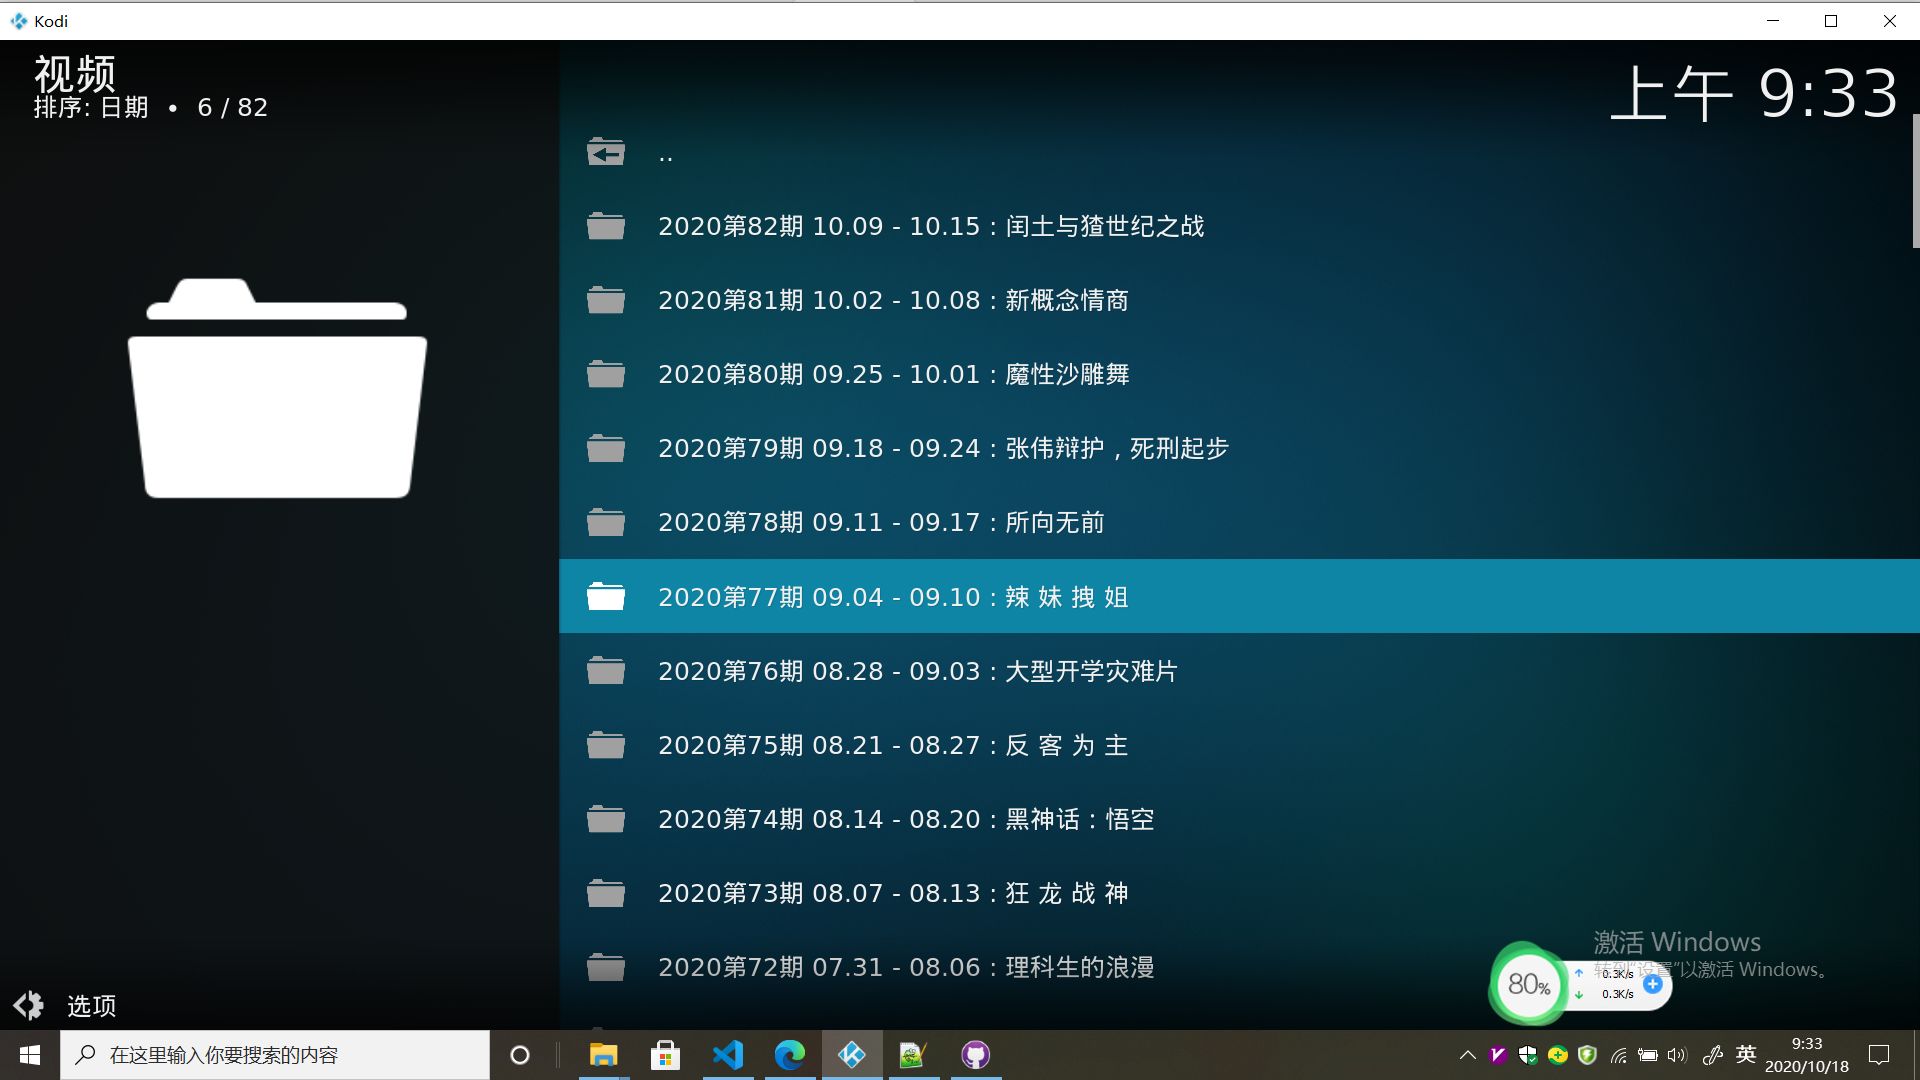 Kodi
视频
排序: 日期 • 6 / 82
上午 9:33
..
2020第82期 10.09 - 10.15 : 闰土与猹世纪之战
2020第81期 10.02 - 10.08 : 新概念情商
2020第80期 09.25 - 10.01 : 魔性沙雕舞
2020第79期 09.18 - 09.24 : 张伟辩护，死刑起步
2020第78期 09.11 - 09.17 : 所向无前
2020第77期 09.04 - 09.10 : 辣 妹 拽 姐
2020第76期 08.28 - 09.03 : 大型开学灾难片
2020第75期 08.21 - 08.27 : 反 客 为 主
2020第74期 08.14 - 08.20 : 黑神话：悟空
2020第73期 08.07 - 08.13 : 狂 龙 战 神
2020第72期 07.31 - 08.06 : 理科生的浪漫
激活 Windows
转到“设置”以激活 Windows。
80%
0.3K/s
0.3K/s
选项
在这里输入你要搜索的内容
英
9:33
2020/10/18